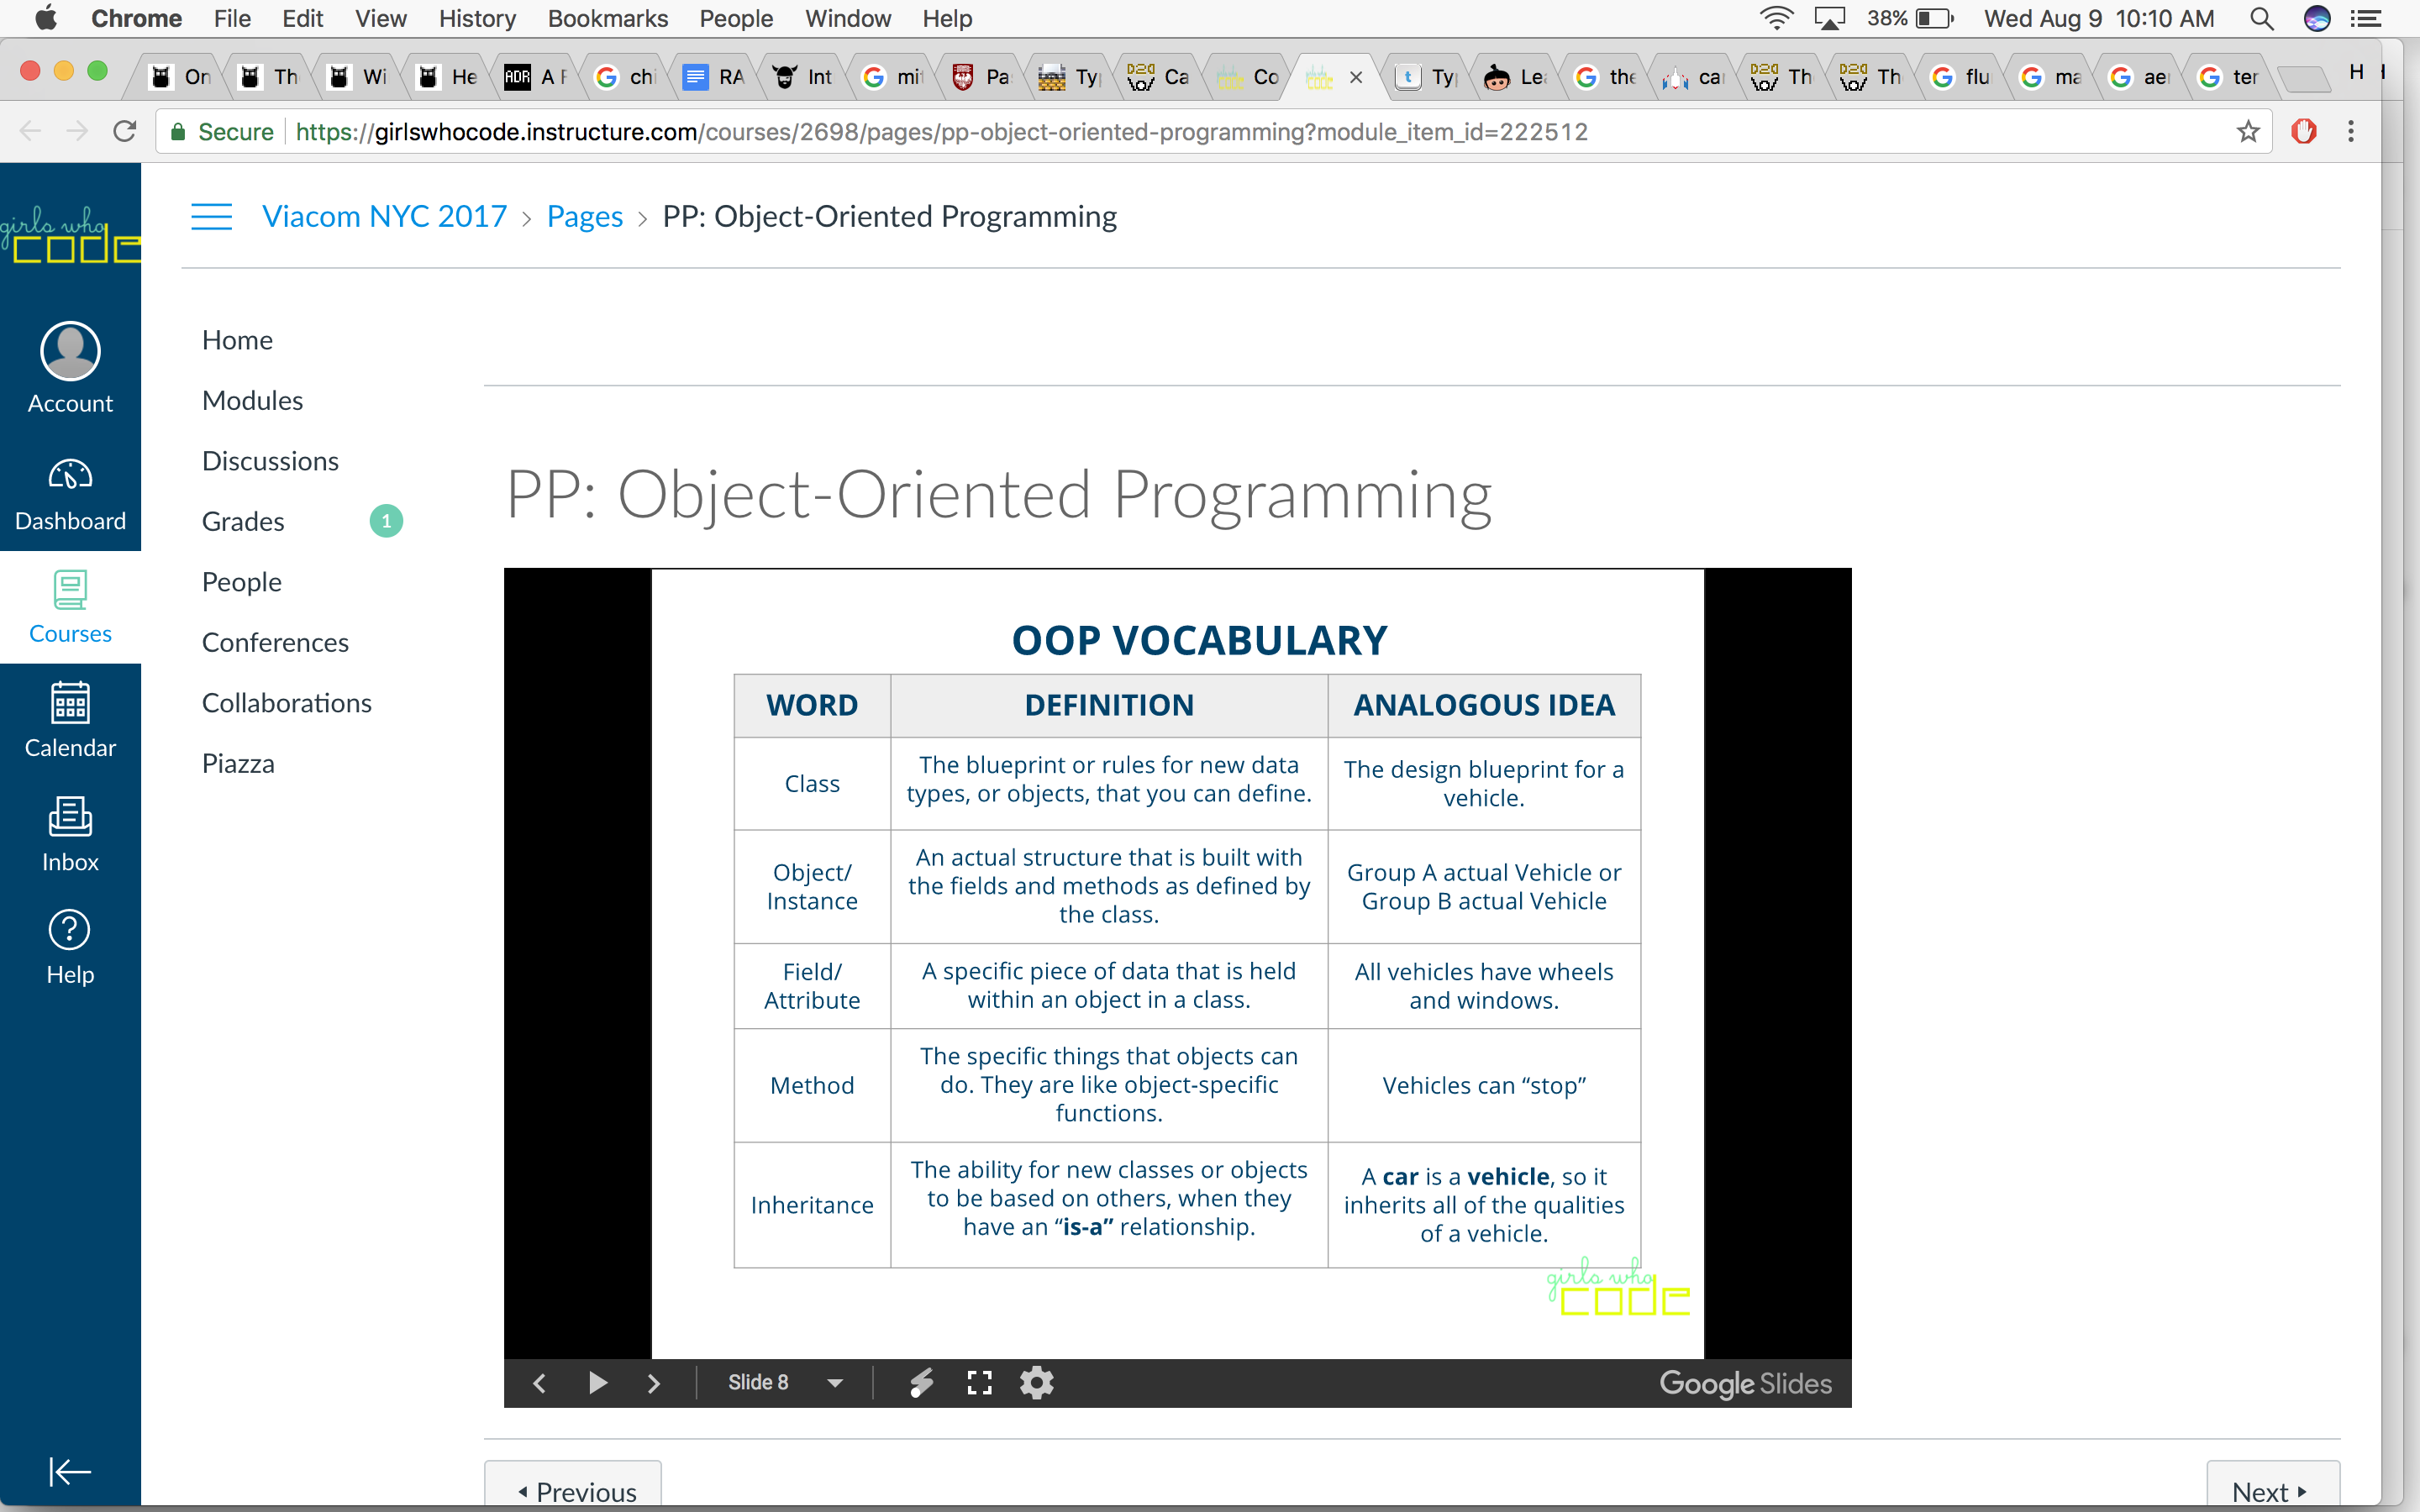 Chrome File Edit View History Bookmarks People Window Help 38% Wed Aug 9 10:10 AM
On Th Wi He ADR A F chi RA Int mit Pa Ty D2D Ca Co t Ty Le the car D2D Th D2D Th flu ma aer ter H
Secure https://girlswhocode.instructure.com/courses/2698/pages/pp-object-oriented-programming?module_item_id=222512
girls who
code
Viacom NYC 2017 > Pages > PP: Object-Oriented Programming
Account
Dashboard
Courses
Calendar
Inbox
Help
Home
Modules
Discussions
Grades 1
People
Conferences
Collaborations
Piazza
PP: Object-Oriented Programming
OOP VOCABULARY
WORD DEFINITION ANALOGOUS IDEA
Class
The blueprint or rules for new data
types, or objects, that you can define.
The design blueprint for a
vehicle.
Object/
Instance
An actual structure that is built with
the fields and methods as defined by
the class.
Group A actual Vehicle or
Group B actual Vehicle
Field/
Attribute
A specific piece of data that is held
within an object in a class.
All vehicles have wheels
and windows.
Method
The specific things that objects can
do. They are like object-specific
functions.
Vehicles can “stop”
Inheritance
The ability for new classes or objects
to be based on others, when they
have an “is-a” relationship.
A car is a vehicle, so it
inherits all of the qualities
of a vehicle.
girls who
code
Slide 8
Google Slides
Previous
Next